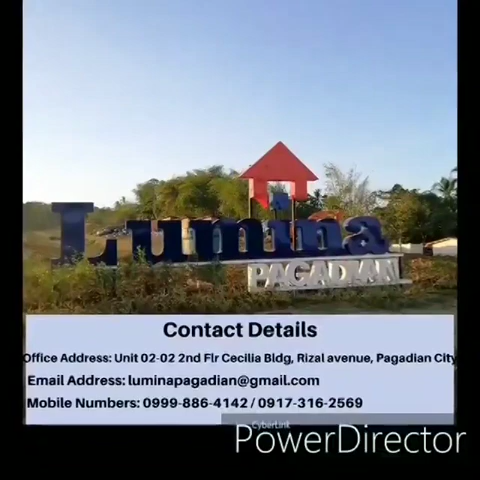 Lumina
PAGADIAN
Contact Details
Office Address: Unit 02-02 2nd Flr Cecilia Bldg, Rizal avenue, Pagadian City
Email Address: luminapagadian@gmail.com
Mobile Numbers: 0999-886-4142 / 0917-316-2569
CyberLink
PowerDirector